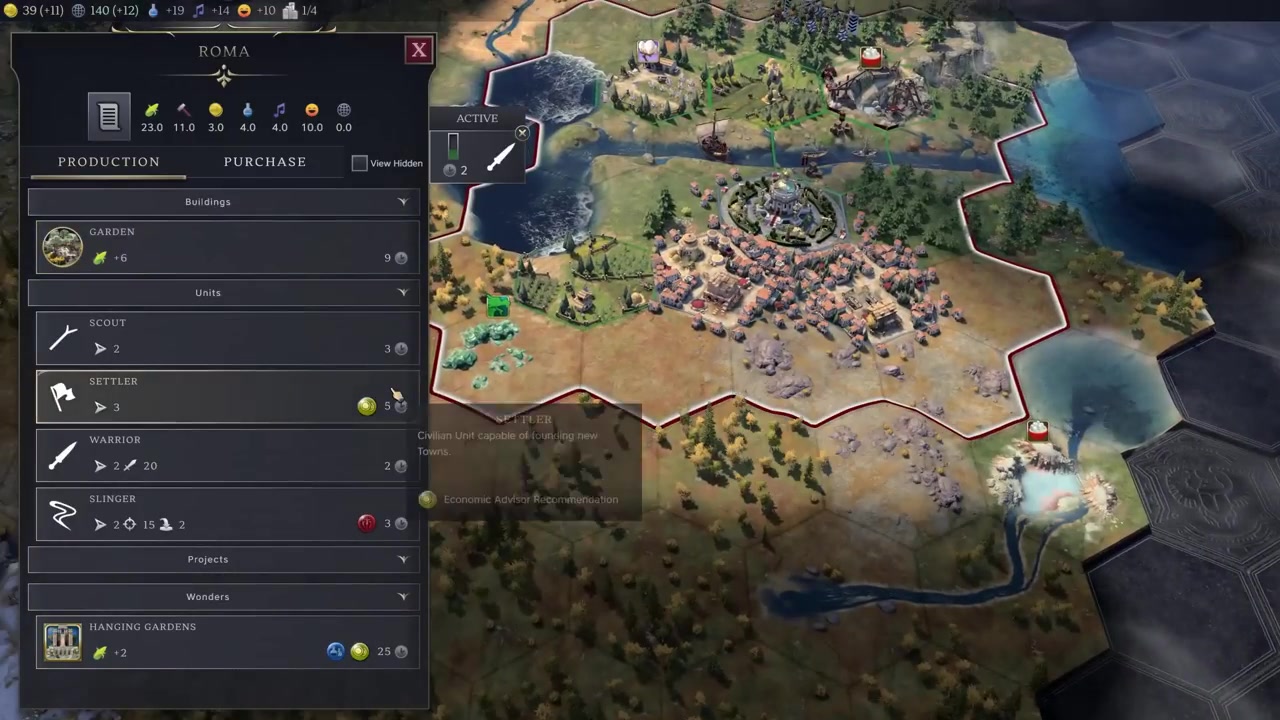 39 (+11) 140 (+12) +19 +14 +10 1/4
ROMA
23.0 11.0 3.0 4.0 4.0 10.0 0.0
PRODUCTION PURCHASE View Hidden
ACTIVE
2
Buildings
GARDEN
+6 9
Units
SCOUT
2 3
SETTLER
3 5
WARRIOR
2 20 2
SLINGER
2 15 2 3
Projects
Wonders
HANGING GARDENS
+2 25
SETTLER
Civilian Unit capable of founding new
Towns.
Economic Advisor Recommendation